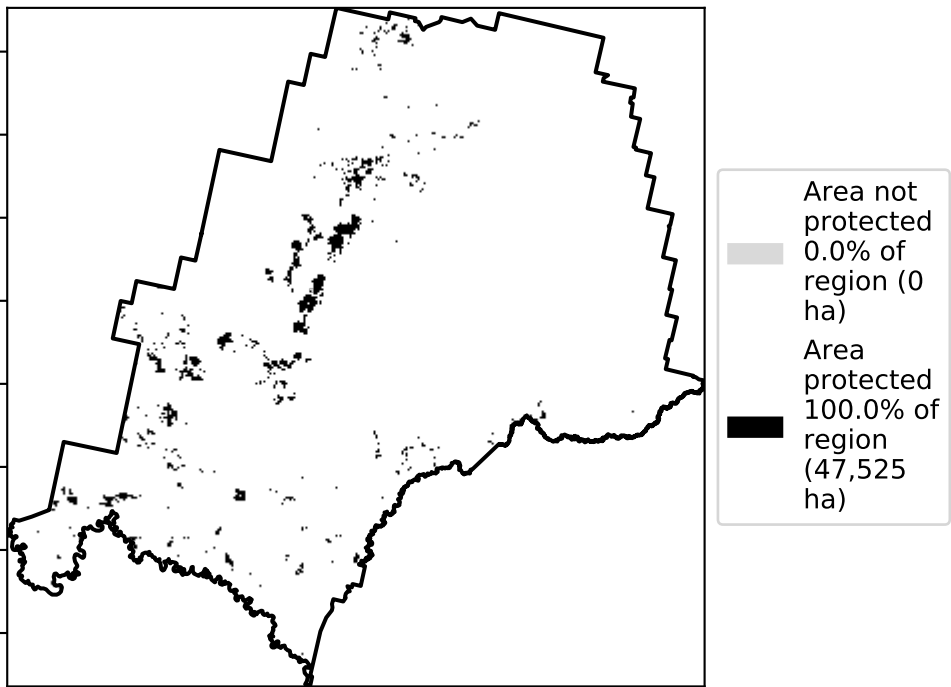 Area not
protected
0.0% of
region (0
ha)
Area
protected
100.0% of
region
(47,525
ha)